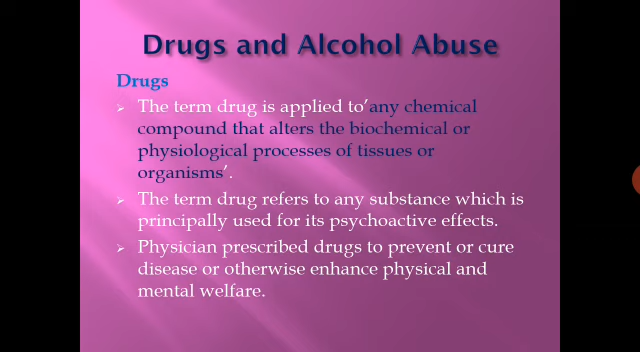 Drugs and Alcohol Abuse
Drugs
➢ The term drug is applied to‘any chemical
compound that alters the biochemical or
physiological processes of tissues or
organisms’.
➢ The term drug refers to any substance which is
principally used for its psychoactive effects.
➢ Physician prescribed drugs to prevent or cure
disease or otherwise enhance physical and
mental welfare.